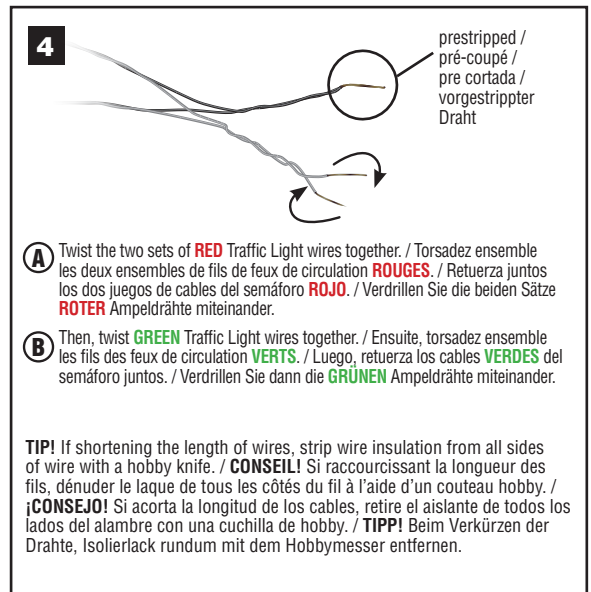 4
prestripped /
pré-coupé /
pre cortada /
vorgestrippter
Draht
A Twist the two sets of RED Traffic Light wires together. / Torsadez ensemble
les deux ensembles de fils de feux de circulation ROUGES. / Retuerza juntos
los dos juegos de cables del semáforo ROJO. / Verdrillen Sie die beiden Sätze
ROTER Ampeldrähte miteinander.
B Then, twist GREEN Traffic Light wires together. / Ensuite, torsadez ensemble
les fils des feux de circulation VERTS. / Luego, retuerza los cables VERDES del
semáforo juntos. / Verdrillen Sie dann die GRÜNEN Ampeldrähte miteinander.
TIP! If shortening the length of wires, strip wire insulation from all sides
of wire with a hobby knife. / CONSEIL! Si raccourcissant la longueur des
fils, dénuder le laque de tous les côtés du fil à l'aide d'un couteau hobby. /
¡CONSEJO! Si acorta la longitud de los cables, retire el aislante de todos los
lados del alambre con una cuchilla de hobby. / TIPP! Beim Verkürzen der
Drahte, Isolierlack rundum mit dem Hobbymesser entfernen.